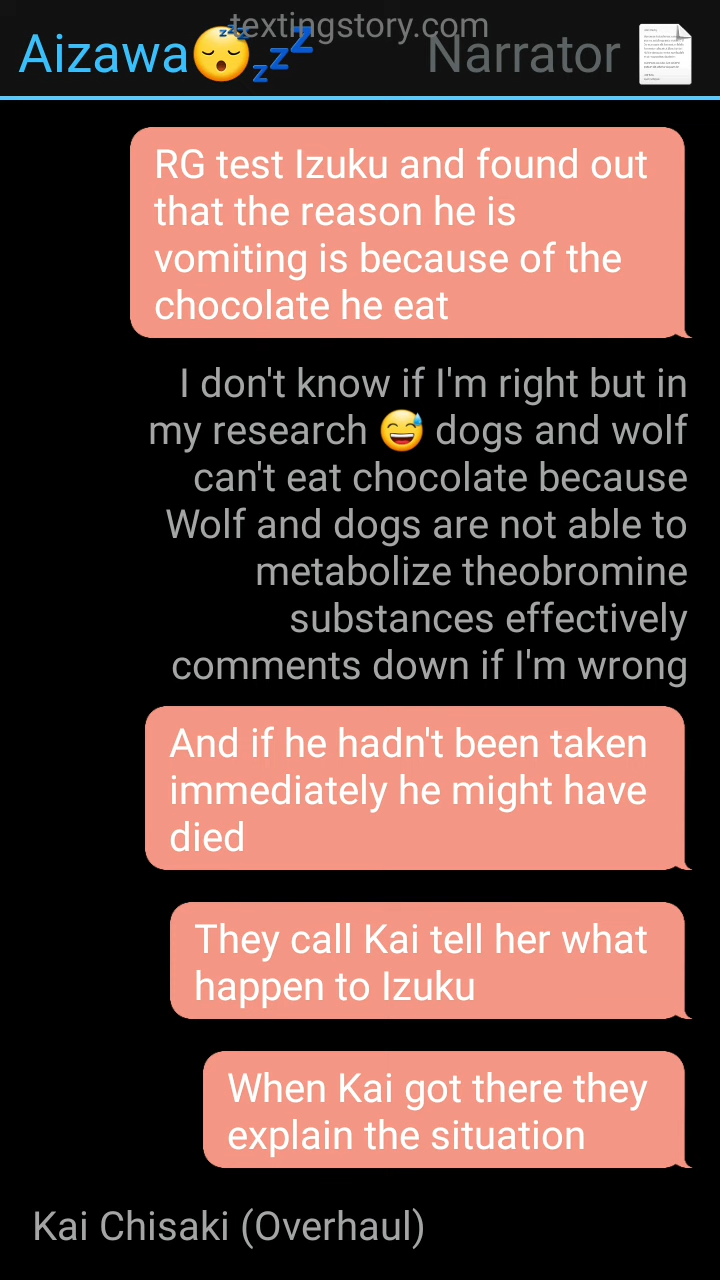 textingstory.com
Aizawa😴💤 Narrator 📄
RG test Izuku and found out
that the reason he is
vomiting is because of the
chocolate he eat
I don't know if I'm right but in
my research 😅 dogs and wolf
can't eat chocolate because
Wolf and dogs are not able to
metabolize theobromine
substances effectively
comments down if I'm wrong
And if he hadn't been taken
immediately he might have
died
They call Kai tell her what
happen to Izuku
When Kai got there they
explain the situation
Kai Chisaki (Overhaul)